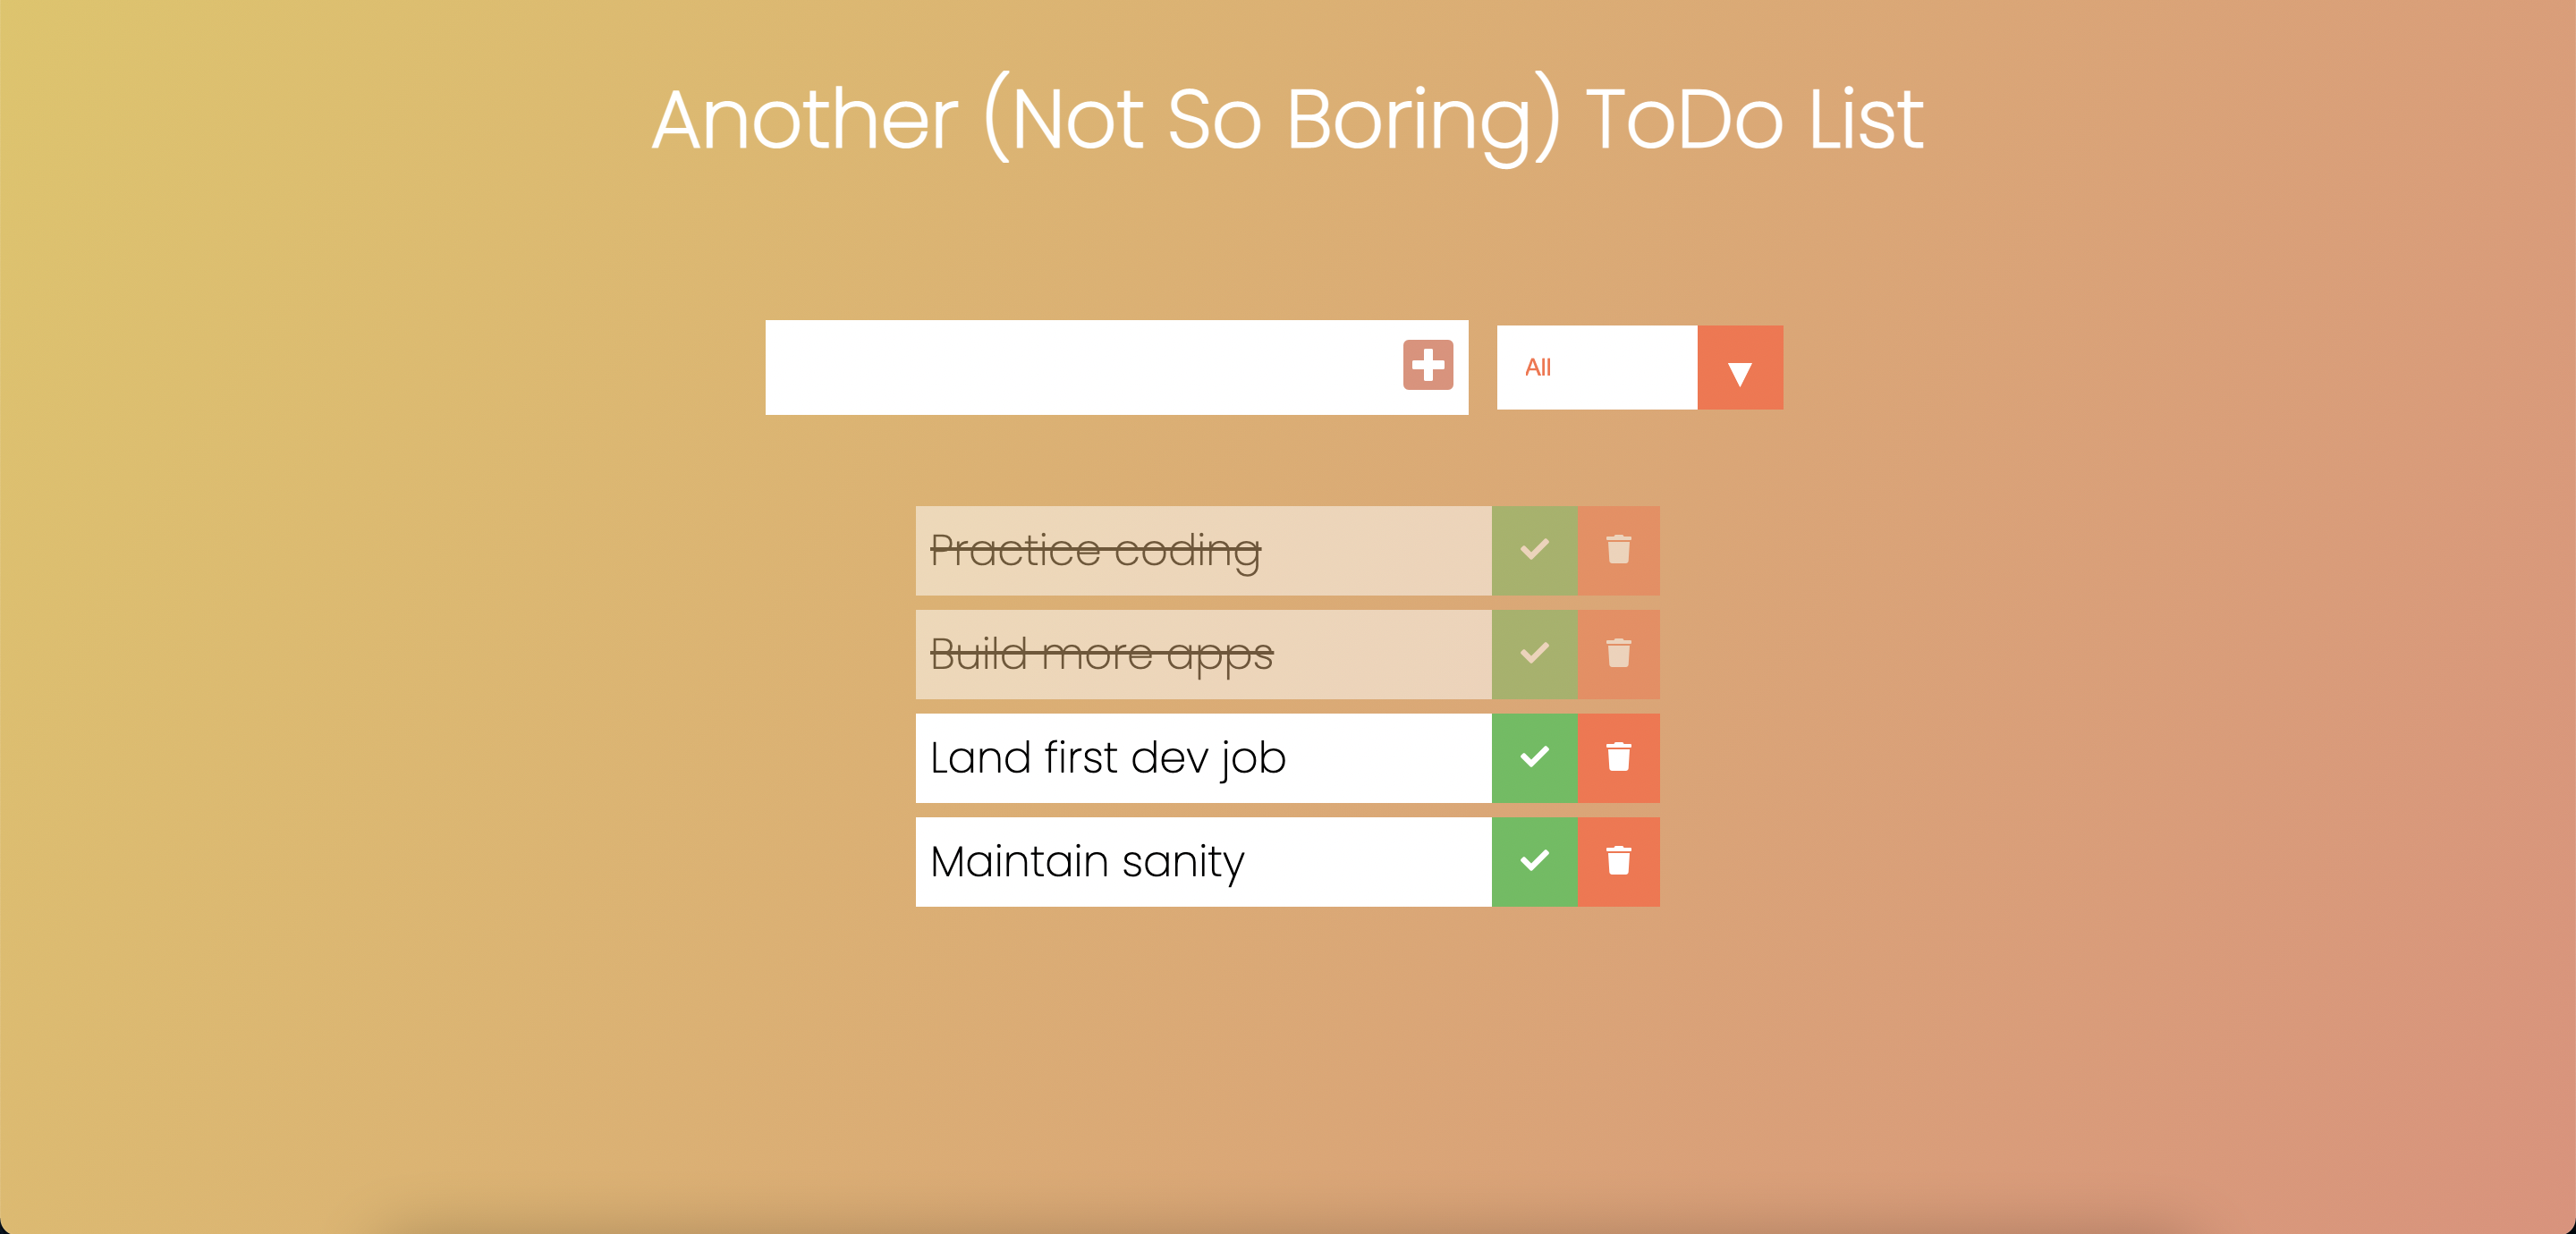 Another (Not So Boring) ToDo List
All
Practice coding
Build more apps
Land first dev job
Maintain sanity